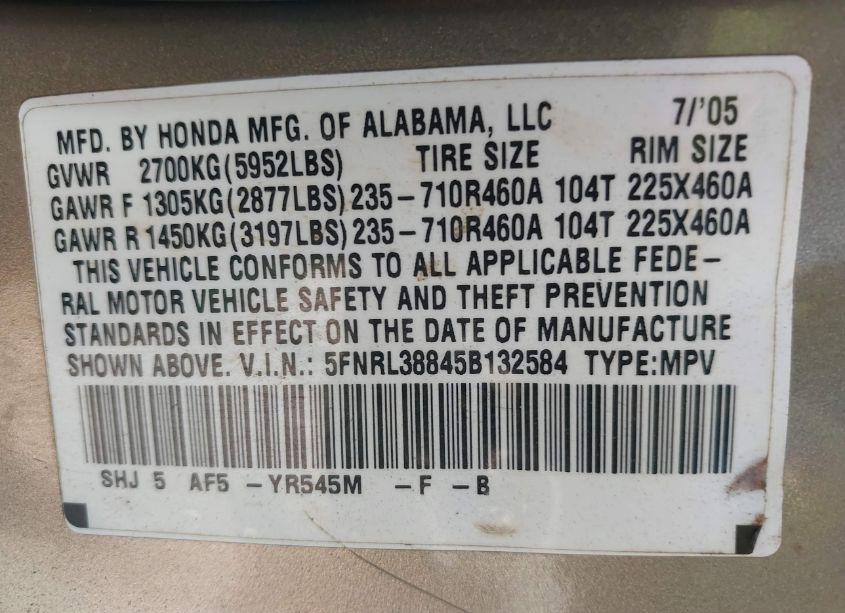 MFD. BY HONDA MFG. OF ALABAMA, LLC 7/'05
GVWR 2700KG(5952LBS) TIRE SIZE RIM SIZE
GAWR F 1305KG(2877LBS) 235-710R460A 104T 225X460A
GAWR R 1450KG(3197LBS) 235-710R460A 104T 225X460A
THIS VEHICLE CONFORMS TO ALL APPLICABLE FEDE-
RAL MOTOR VEHICLE SAFETY AND THEFT PREVENTION
STANDARDS IN EFFECT ON THE DATE OF MANUFACTURE
SHOWN ABOVE. V.I.N.: 5FNRL38845B132584 TYPE:MPV
SHJ 5 AF5 -YR545M -F -B